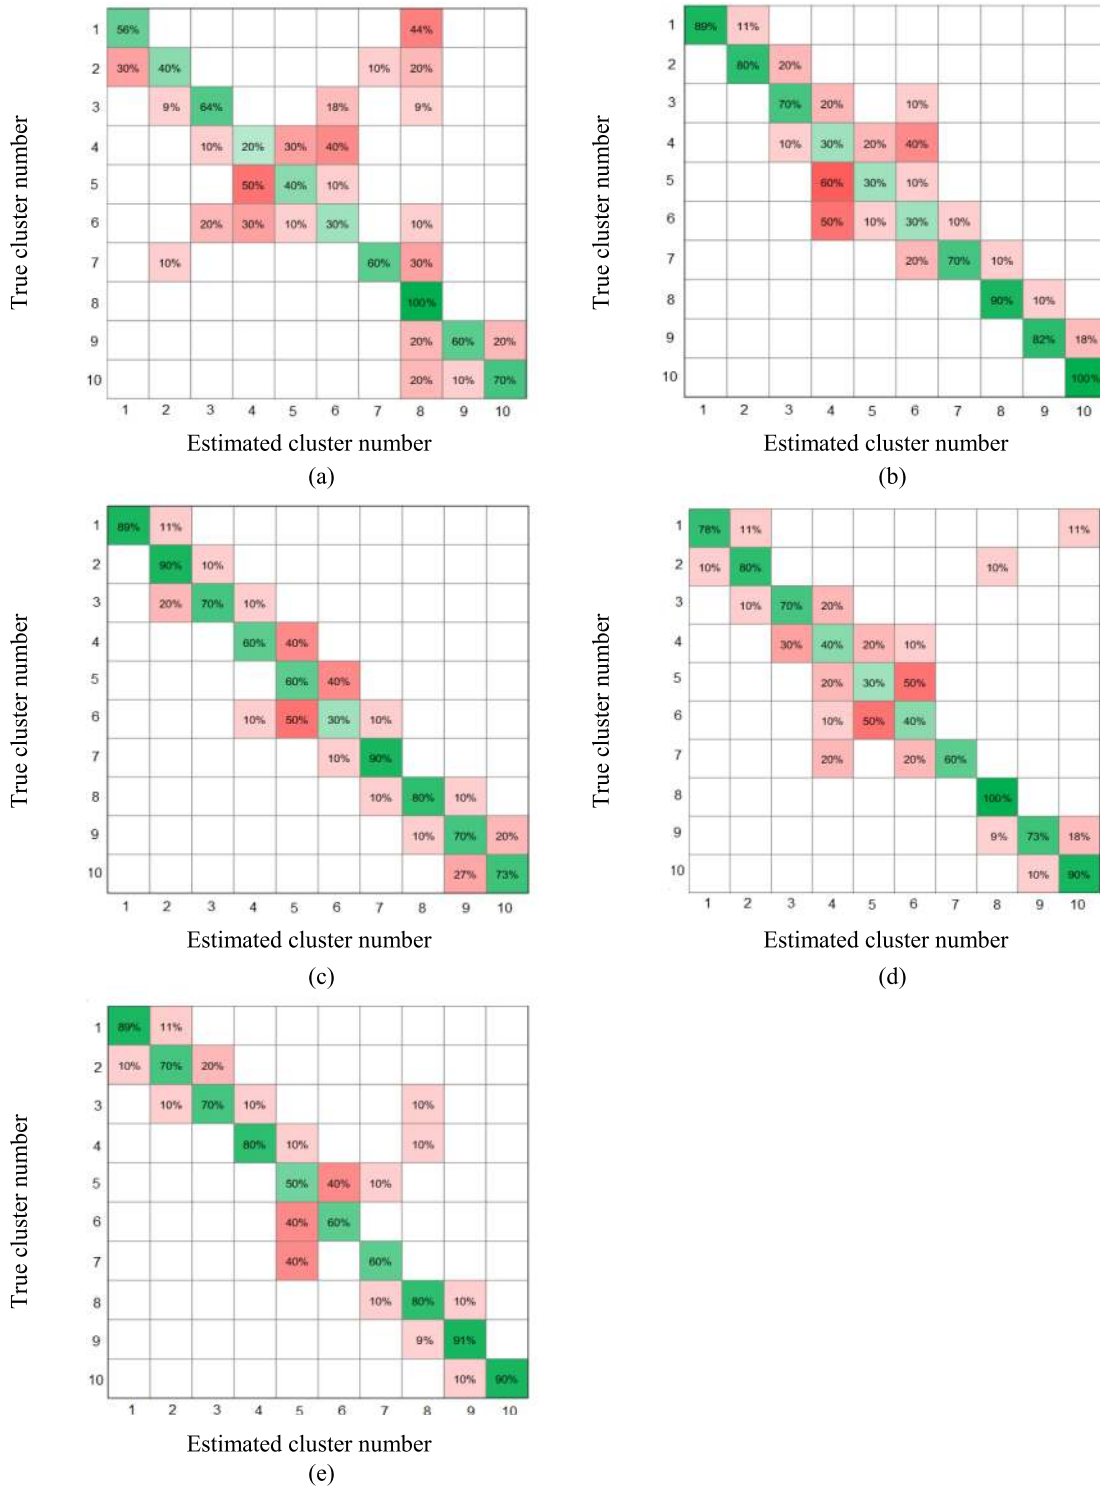 True cluster number
1 56% 44%
2 30% 40% 10% 20%
3 9% 64% 18% 9%
4 10% 20% 30% 40%
5 50% 40% 10%
6 20% 30% 10% 30% 10%
7 10% 60% 30%
8 100%
9 20% 60% 20%
10 20% 10% 70%
1 2 3 4 5 6 7 8 9 10
Estimated cluster number
(a)
True cluster number
1 89% 11%
2 80% 20%
3 70% 20% 10%
4 10% 30% 20% 40%
5 60% 30% 10%
6 50% 10% 30% 10%
7 20% 70% 10%
8 90% 10%
9 82% 18%
10 100%
1 2 3 4 5 6 7 8 9 10
Estimated cluster number
(b)
True cluster number
1 89% 11%
2 90% 10%
3 20% 70% 10%
4 60% 40%
5 60% 40%
6 10% 50% 30% 10%
7 10% 90%
8 10% 80% 10%
9 10% 70% 20%
10 27% 73%
1 2 3 4 5 6 7 8 9 10
Estimated cluster number
(c)
True cluster number
1 78% 11% 11%
2 10% 80% 10%
3 10% 70% 20%
4 30% 40% 20% 10%
5 20% 30% 50%
6 10% 50% 40%
7 20% 20% 60%
8 100%
9 9% 73% 18%
10 10% 90%
1 2 3 4 5 6 7 8 9 10
Estimated cluster number
(d)
True cluster number
1 89% 11%
2 10% 70% 20%
3 10% 70% 10% 10%
4 80% 10% 10%
5 50% 40% 10%
6 40% 60%
7 40% 60%
8 10% 80% 10%
9 9% 91%
10 10% 90%
1 2 3 4 5 6 7 8 9 10
Estimated cluster number
(e)